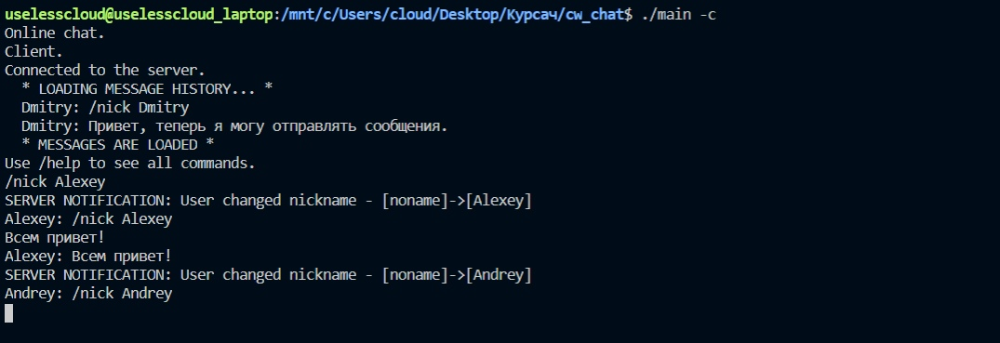 uselesscloud@uselesscloud_laptop:/mnt/c/Users/cloud/Desktop/Курсач/cw_chat$ ./main -c
Online chat.
Client.
Connected to the server.
  * LOADING MESSAGE HISTORY... *
  Dmitry: /nick Dmitry
  Dmitry: Привет, теперь я могу отправлять сообщения.
  * MESSAGES ARE LOADED *
Use /help to see all commands.
/nick Alexey
SERVER NOTIFICATION: User changed nickname - [noname]->[Alexey]
Alexey: /nick Alexey
Всем привет!
Alexey: Всем привет!
SERVER NOTIFICATION: User changed nickname - [noname]->[Andrey]
Andrey: /nick Andrey